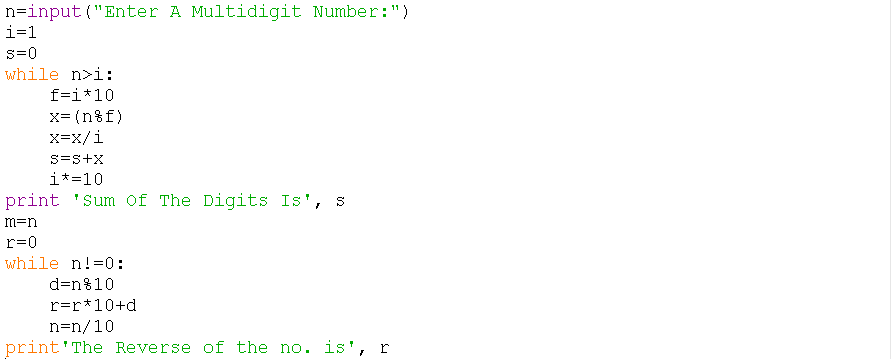 n=input("Enter A Multidigit Number:")
i=1
s=0
while n>i:
    f=i*10
    x=(n%f)
    x=x/i
    s=s+x
    i*=10
print 'Sum Of The Digits Is', s
m=n
r=0
while n!=0:
    d=n%10
    r=r*10+d
    n=n/10
print'The Reverse of the no. is', r